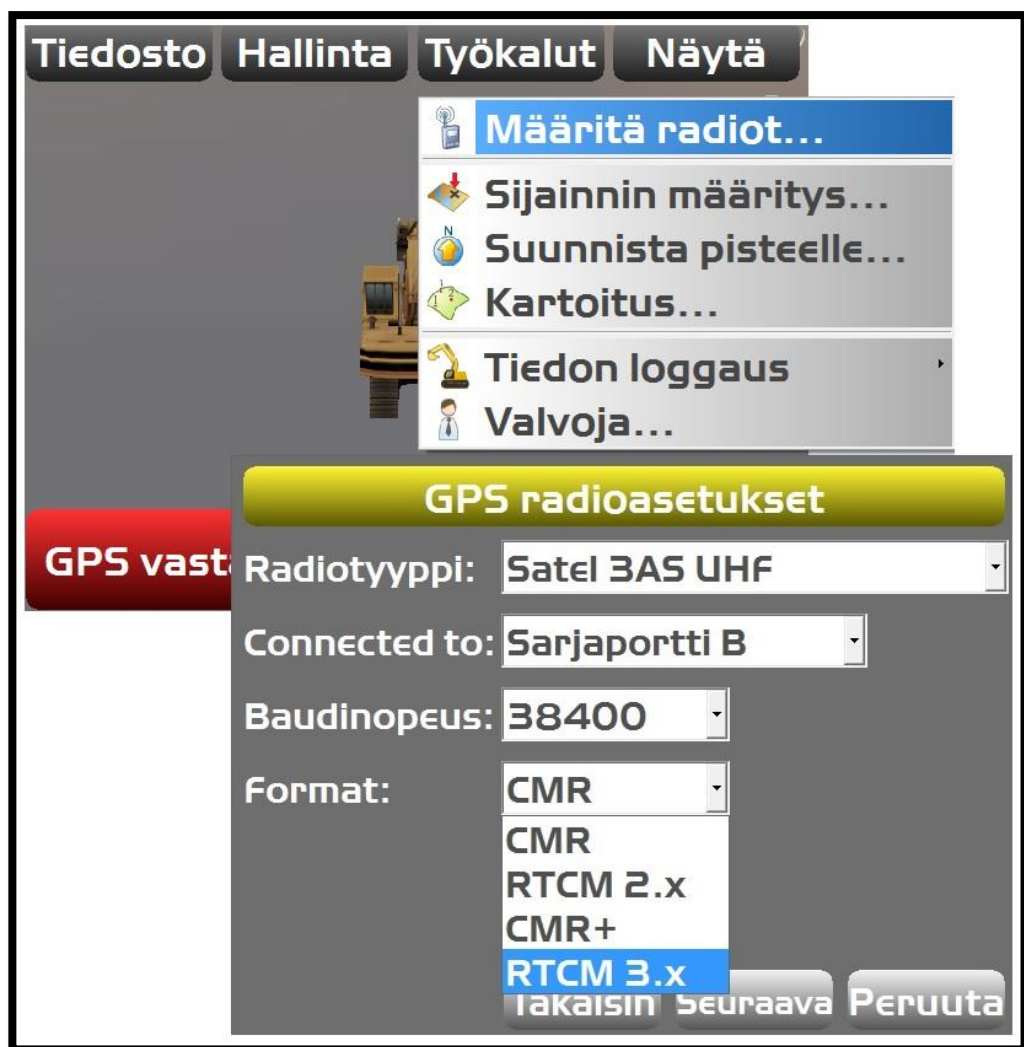 Tiedosto Hallinta Työkalut Näytä
Määritä radiot...
Sijainnin määritys...
Suunnista pisteelle...
Kartoitus...
Tiedon loggaus
Valvoja...
GPS radioasetukset
GPS
Radiotyyppi: Satel 3AS UHF
Connected to: Sarjaportti B
Baudinopeus: 38400
Format: CMR
CMR
RTCM 2.x
CMR+
RTCM 3.x
Takaisin Seuraava Peruuta